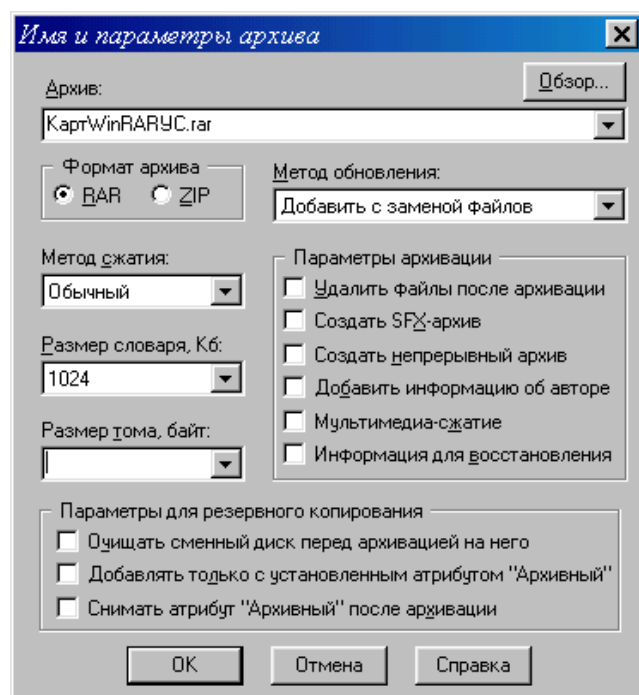 Имя и параметры архива
Архив:
Обзор...
КартWinRARУС.rar
Формат архива
RAR
ZIP
Метод обновления:
Добавить с заменой файлов
Метод сжатия:
Обычный
Размер словаря, Кб:
1024
Размер тома, байт:
Параметры архивации
Удалить файлы после архивации
Создать SFX-архив
Создать непрерывный архив
Добавить информацию об авторе
Мультимедиа-сжатие
Информация для восстановления
Параметры для резервного копирования
Очищать сменный диск перед архивацией на него
Добавлять только с установленным атрибутом "Архивный"
Снимать атрибут "Архивный" после архивации
OK
Отмена
Справка